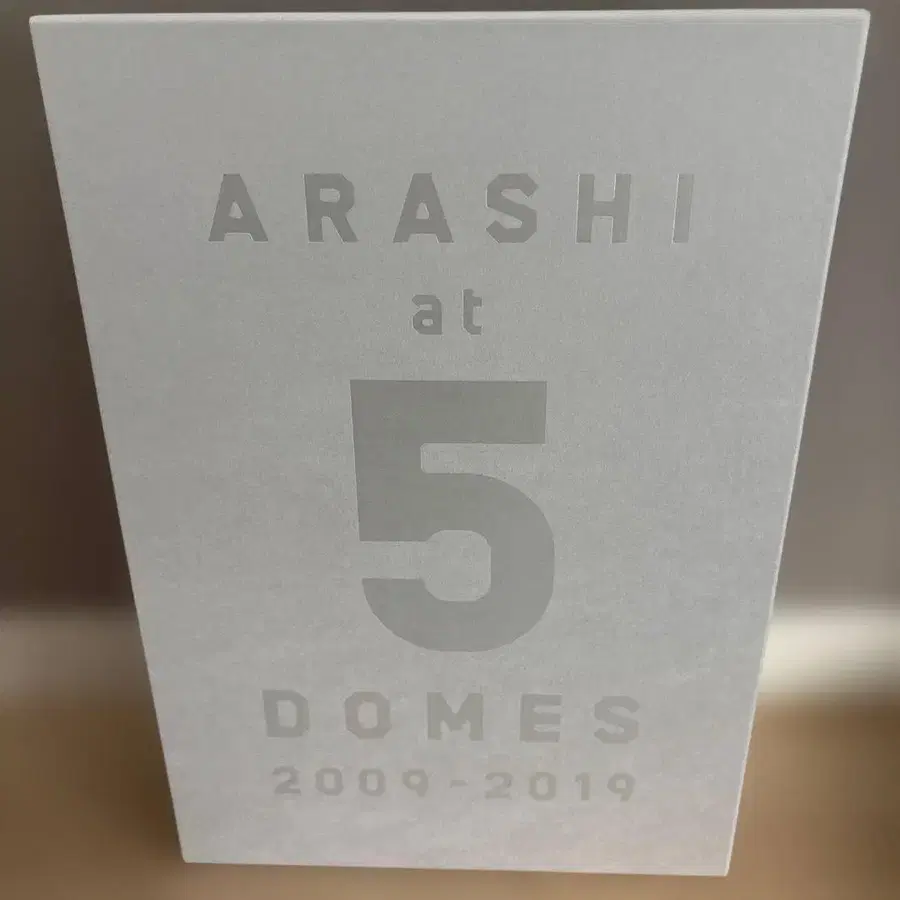 ARASHI
at
5
DOMES
2009-2019